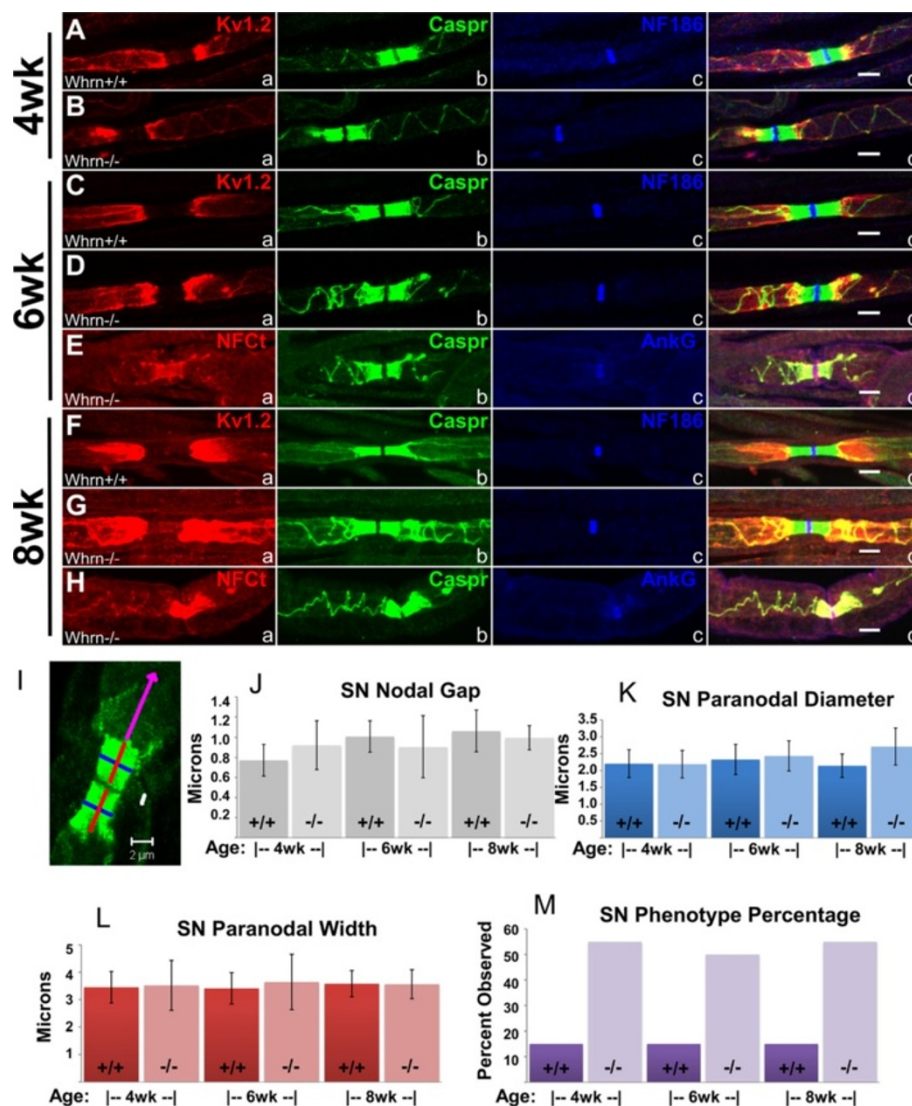 4wk
A Kv1.2 Caspr NF186
Whrn+/+ a b c d
B
Whrn-/- a b c d
6wk
C Kv1.2 Caspr NF186
Whrn+/+ a b c d
D
Whrn-/- a b c d
E NFCt Caspr AnkG
Whrn-/- a b c d
8wk
F Kv1.2 Caspr NF186
Whrn+/+ a b c d
G
Whrn-/- a b c d
H NFCt Caspr AnkG
Whrn-/- a b c d
I
2 µm
J
SN Nodal Gap
Microns
1.4
1.2
1.0
0.8
0.6
0.4
0.2
+/+ -/- +/+ -/- +/+ -/-
Age: |-- 4wk --| |-- 6wk --| |-- 8wk --|
K
SN Paranodal Diameter
Microns
3.5
2.5
2.0
1.5
1.0
0.5
+/+ -/- +/+ -/- +/+ -/-
Age: |-- 4wk --| |-- 6wk --| |-- 8wk --|
L
SN Paranodal Width
Microns
5
4
3
2
1
+/+ -/- +/+ -/- +/+ -/-
Age: |-- 4wk --| |-- 6wk --| |-- 8wk --|
M
SN Phenotype Percentage
Percent Observed
60
50
40
30
20
10
+/+ -/- +/+ -/- +/+ -/-
|-- 4wk --| |-- 6wk --| |-- 8wk --|